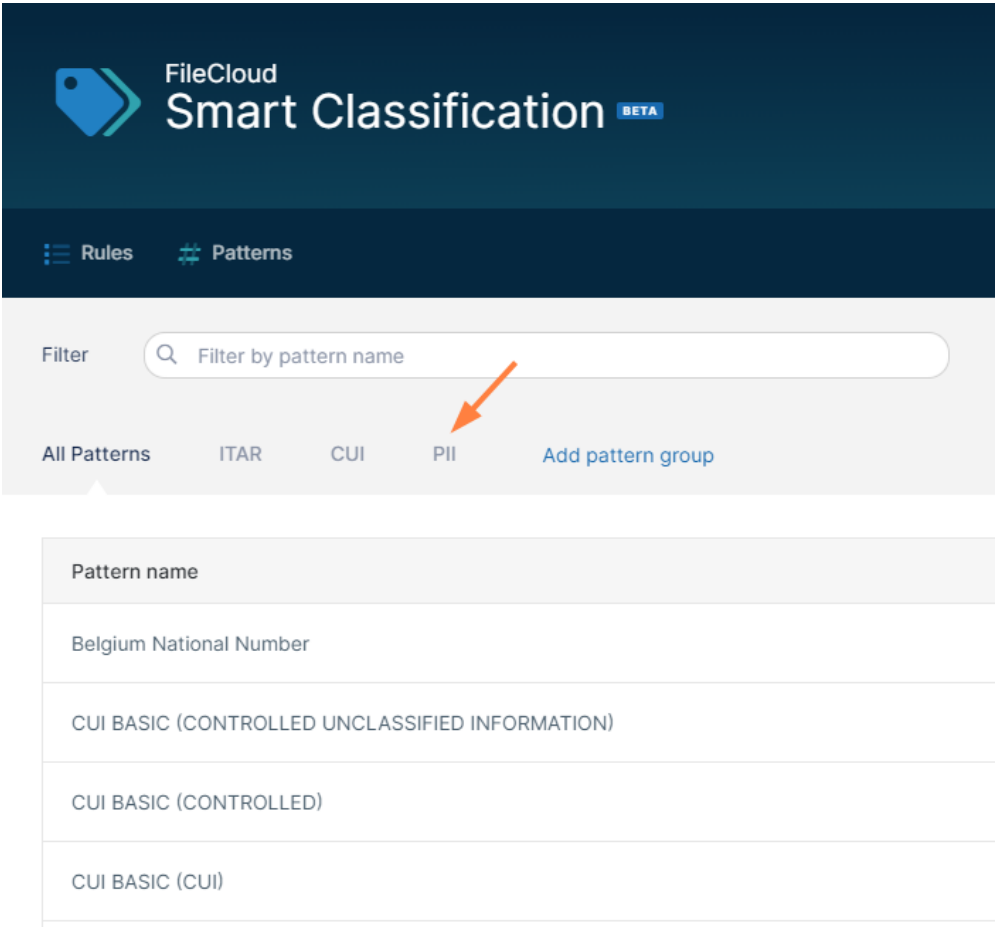 FileCloud
Smart Classification BETA
Rules Patterns
Filter Filter by pattern name
All Patterns ITAR CUI PII Add pattern group
Pattern name
Belgium National Number
CUI BASIC (CONTROLLED UNCLASSIFIED INFORMATION)
CUI BASIC (CONTROLLED)
CUI BASIC (CUI)